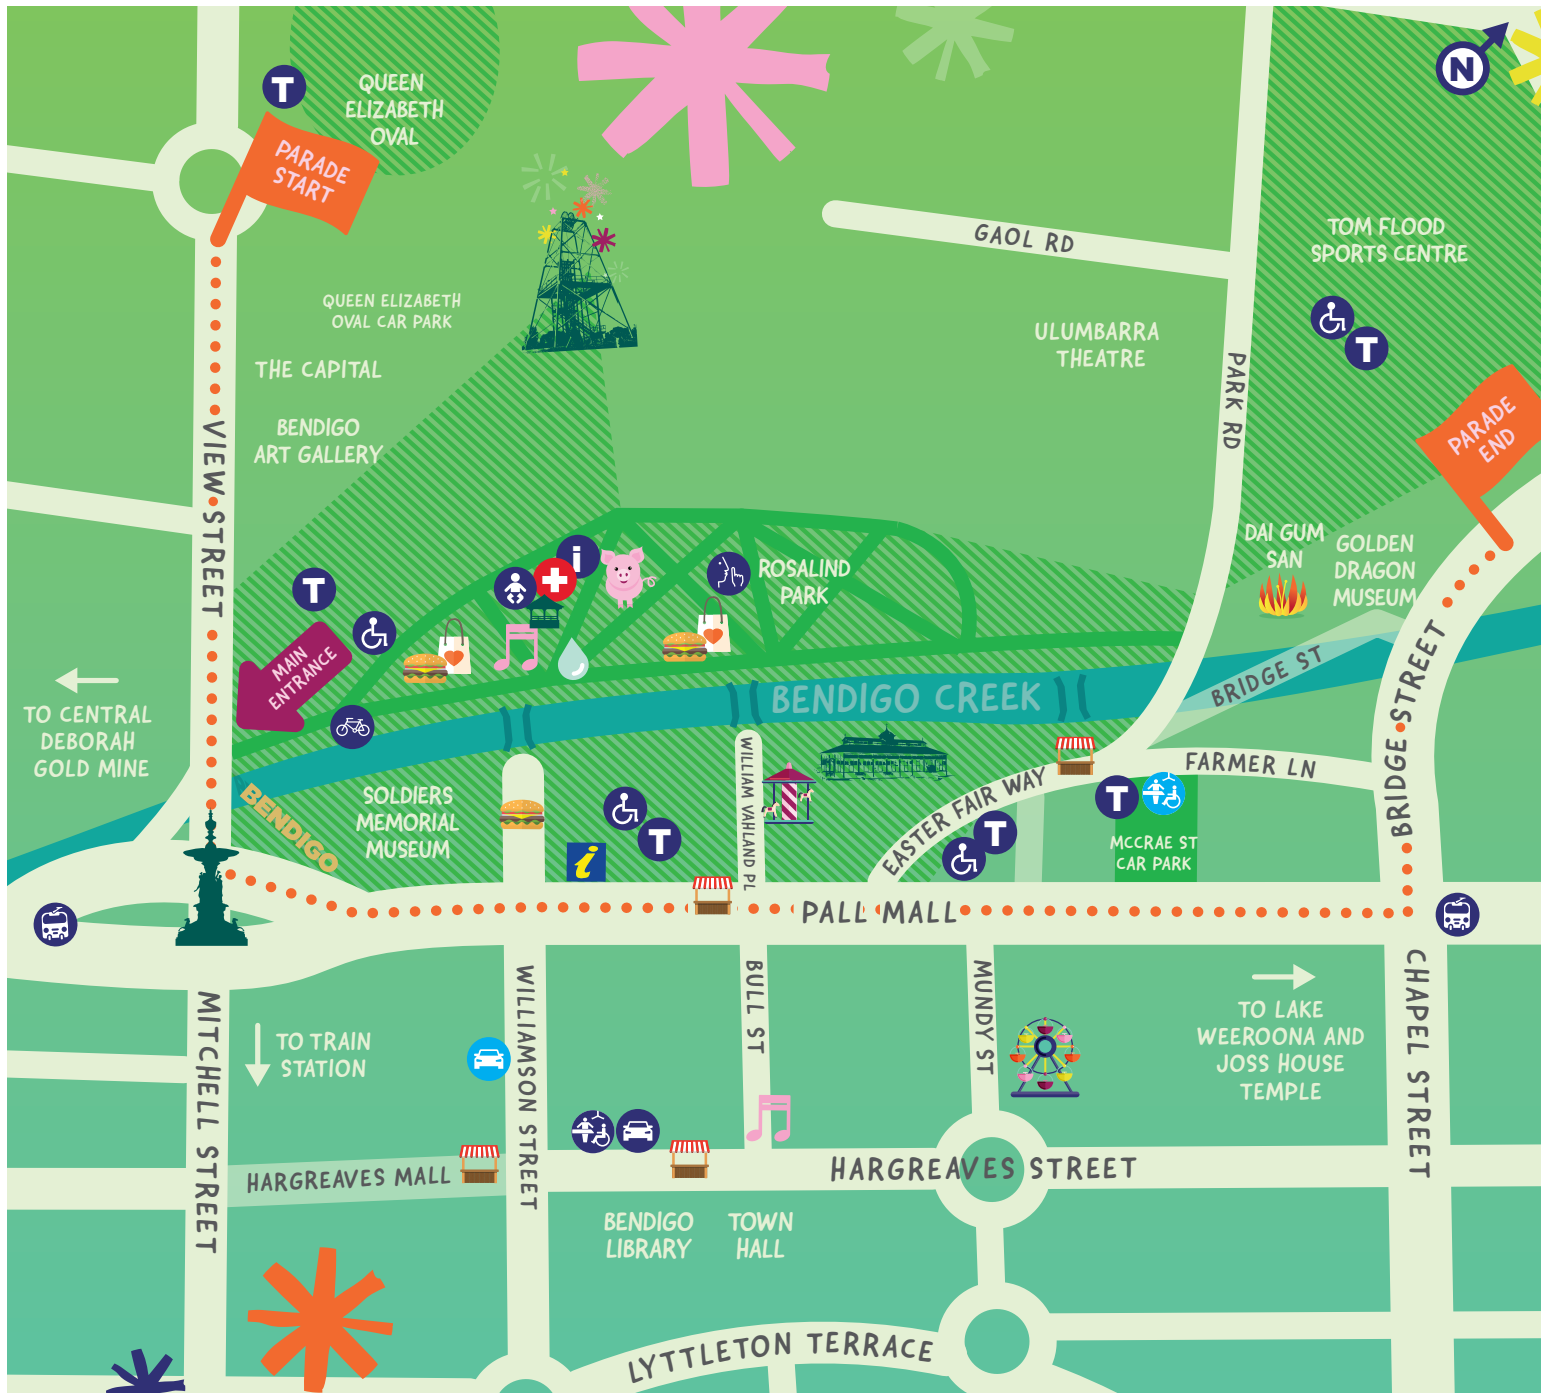 T
QUEEN
ELIZABETH
OVAL
N
PARADE
START
GAOL RD
TOM FLOOD
SPORTS CENTRE
QUEEN ELIZABETH
OVAL CAR PARK
ULUMBARRA
THEATRE
T
THE CAPITAL
PARK RD
PARADE
END
BENDIGO
ART GALLERY
VIEW STREET
DAI GUM
SAN
GOLDEN
DRAGON
MUSEUM
i
ROSALIND
PARK
T
MAIN
ENTRANCE
BRIDGE ST
BRIDGE STREET
TO CENTRAL
DEBORAH
GOLD MINE
BENDIGO CREEK
BENDIGO
SOLDIERS
MEMORIAL
MUSEUM
WILLIAM VAHLAND PL
FARMER LN
EASTER FAIR WAY
T
T
T
MCCRAE ST
CAR PARK
i
PALL MALL
MITCHELL STREET
TO TRAIN
STATION
WILLIAMSON STREET
BULL ST
MUNDY ST
TO LAKE
WEEROONA AND
JOSS HOUSE
TEMPLE
CHAPEL STREET
HARGREAVES MALL
HARGREAVES STREET
BENDIGO
LIBRARY
TOWN
HALL
LYTTLETON TERRACE